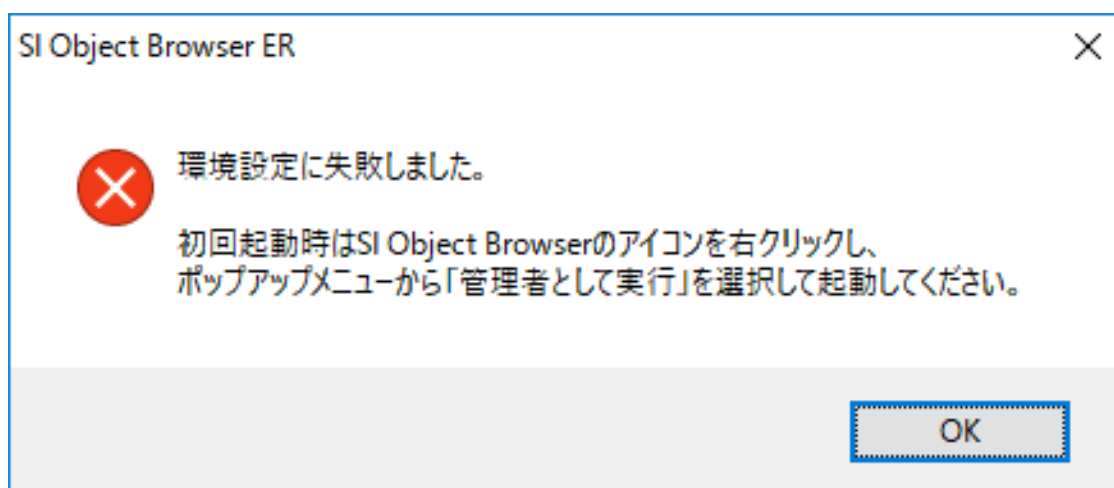 SI Object Browser ER
環境設定に失敗しました。
初回起動時はSI Object Browserのアイコンを右クリックし、
ポップアップメニューから「管理者として実行」を選択して起動してください。
OK